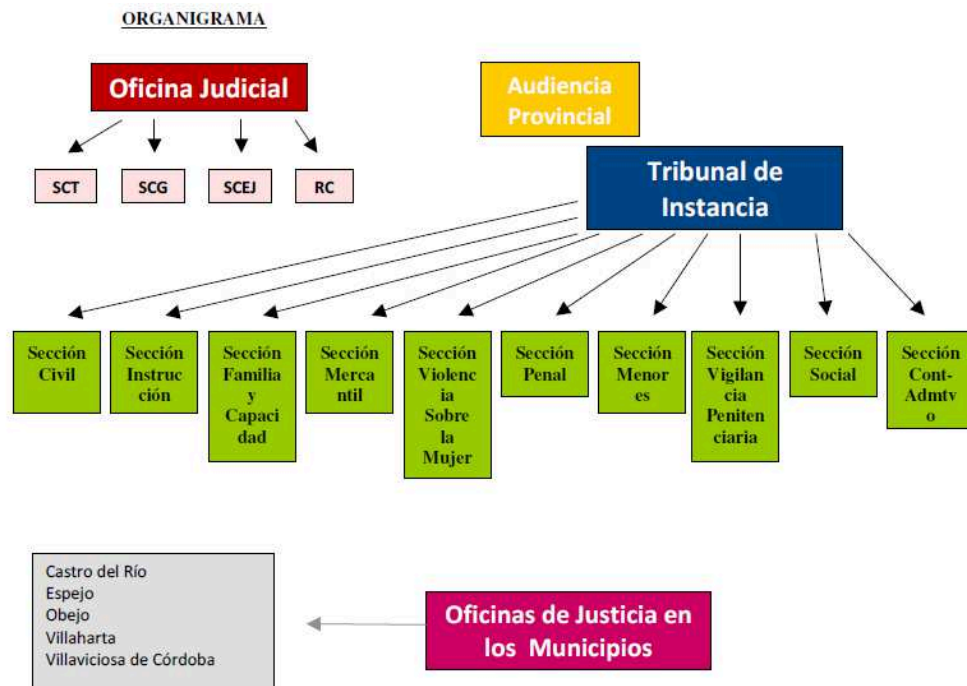 ORGANIGRAMA
Oficina Judicial
SCT
SCG
SCEJ
RC
Audiencia
Provincial
Tribunal de
Instancia
Sección
Civil
Sección
Instruc
ción
Sección
Familia
y
Capaci
dad
Sección
Merca
ntil
Sección
Violenc
ia
Sobre
la
Mujer
Sección
Penal
Sección
Menor
es
Sección
Vigilan
cia
Peniten
ciaria
Sección
Social
Sección
Cont-
Admtv
o
Castro del Río
Espejo
Obejo
Villaharta
Villaviciosa de Córdoba
Oficinas de Justicia en
los Municipios